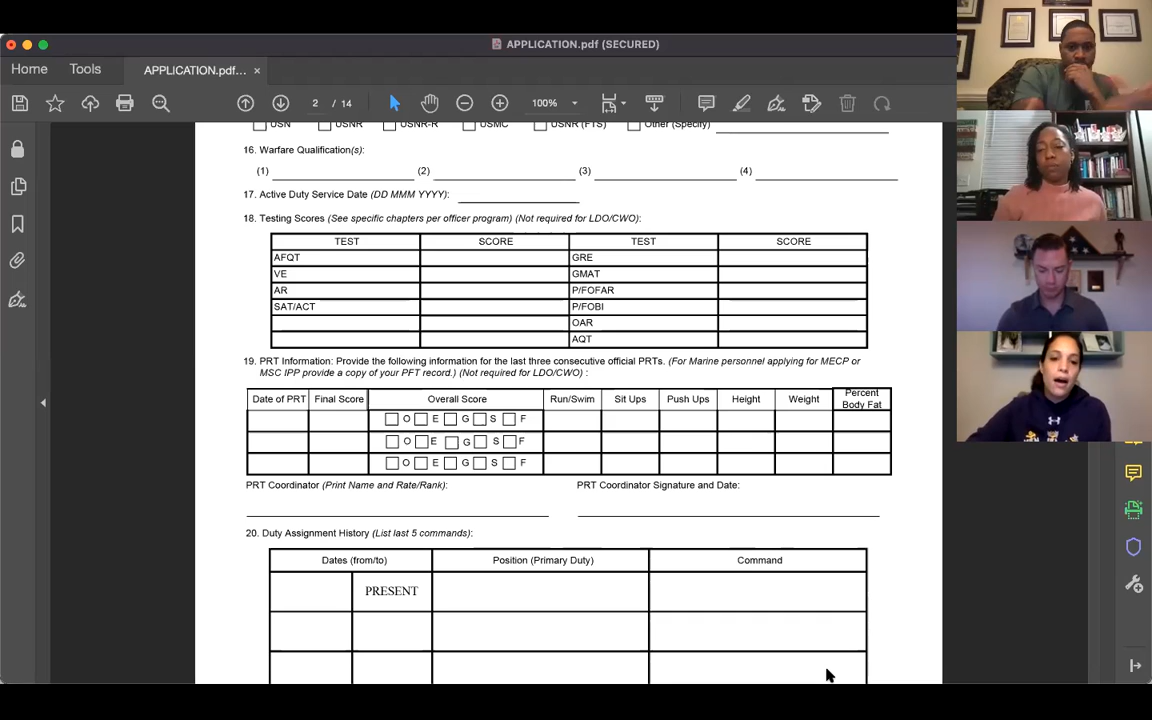 APPLICATION.pdf (SECURED)
Home Tools APPLICATION.pdf... ×
2 / 14 100%
USN USNR USNR-R USMC USNR (FTS) Other (Specify)
16. Warfare Qualification(s):
(1) (2) (3) (4)
17. Active Duty Service Date (DD MMM YYYY):
18. Testing Scores (See specific chapters per officer program) (Not required for LDO/CWO):
TEST SCORE TEST SCORE
AFQT GRE
VE GMAT
AR P/FOFAR
SAT/ACT P/FOBI
OAR
AQT
19. PRT Information: Provide the following information for the last three consecutive official PRTs. (For Marine personnel applying for MECP or
MSC IPP provide a copy of your PFT record.) (Not required for LDO/CWO) :
Date of PRT Final Score Overall Score Run/Swim Sit Ups Push Ups Height Weight Percent
Body Fat
O E G S F
O E G S F
O E G S F
PRT Coordinator (Print Name and Rate/Rank): PRT Coordinator Signature and Date:
20. Duty Assignment History (List last 5 commands):
Dates (from/to) Position (Primary Duty) Command
PRESENT